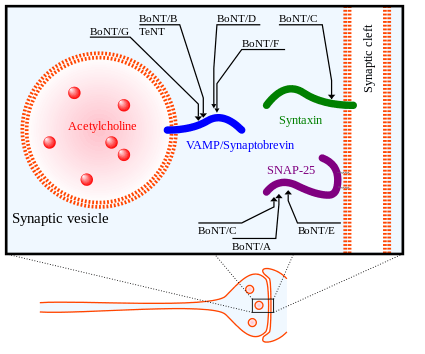 BoNT/B
TeNT
BoNT/D
BoNT/C
BoNT/G
BoNT/F
Synaptic cleft
Acetylcholine
Syntaxin
VAMP/Synaptobrevin
SNAP-25
Synaptic vesicle
BoNT/C
BoNT/E
BoNT/A